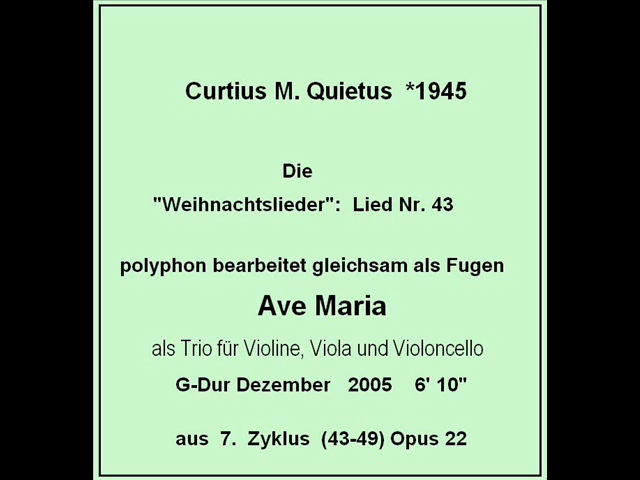 Curtius M. Quietus *1945
Die
"Weihnachtslieder": Lied Nr. 43
polyphon bearbeitet gleichsam als Fugen
Ave Maria
als Trio für Violine, Viola und Violoncello
G-Dur Dezember 2005 6' 10"
aus 7. Zyklus (43-49) Opus 22